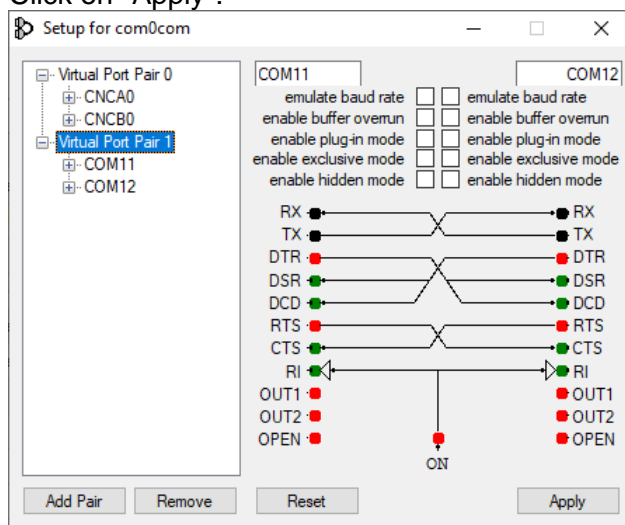 Click on "Apply".
Setup for com0com
Virtual Port Pair 0
CNCA0
CNCB0
Virtual Port Pair 1
COM11
COM12
COM11 COM12
emulate baud rate emulate baud rate
enable buffer overrun enable buffer overrun
enable plug-in mode enable plug-in mode
enable exclusive mode enable exclusive mode
enable hidden mode enable hidden mode
RX RX
TX TX
DTR DTR
DSR DSR
DCD DCD
RTS RTS
CTS CTS
RI RI
OUT1 OUT1
OUT2 OUT2
OPEN OPEN
ON
Add Pair Remove Reset Apply